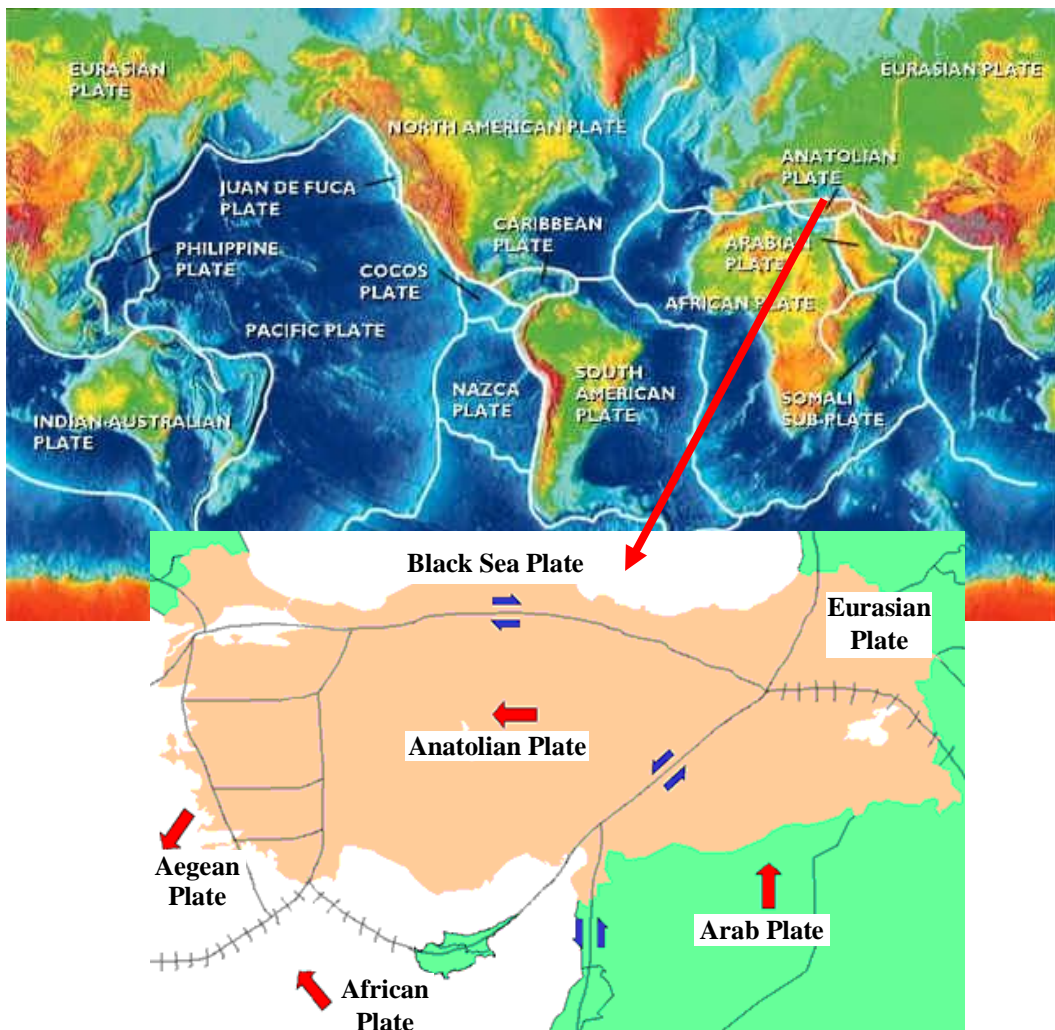 EURASIAN
PLATE
EURASIAN PLATE
NORTH AMERICAN PLATE
ANATOLIAN
PLATE
JUAN DE FUCA
PLATE
CARIBBEAN
PLATE
PHILIPPINE
PLATE
ARABIAN
PLATE
COCOS
PLATE
AFRICAN PLATE
PACIFIC PLATE
NAZCA
PLATE
SOUTH
AMERICAN
PLATE
SOMALI
SUB-PLATE
INDIAN-AUSTRALIAN
PLATE
Black Sea Plate
Eurasian
Plate
Anatolian Plate
Aegean
Plate
Arab Plate
African
Plate